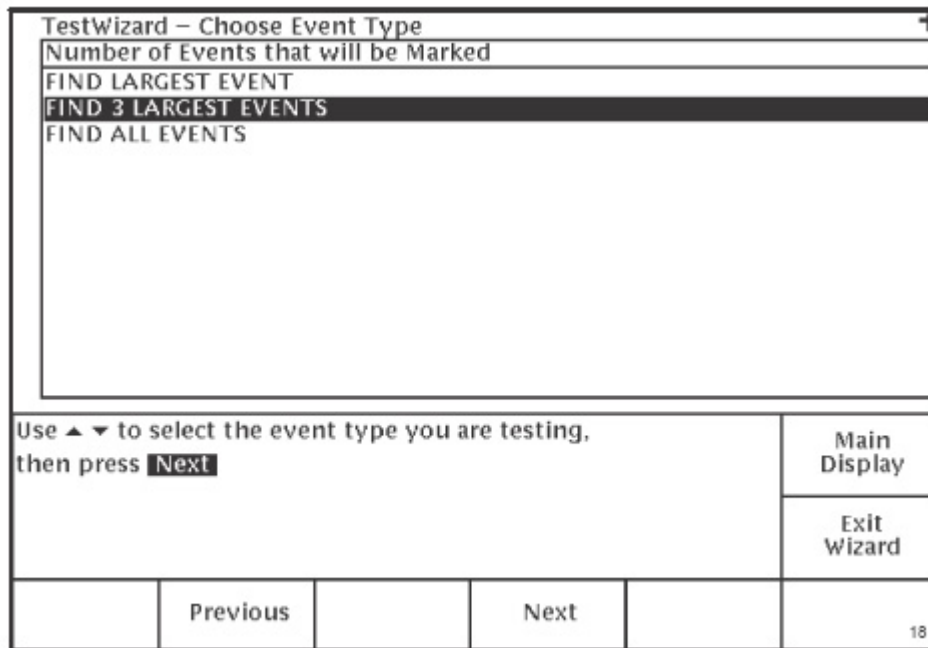 TestWizard – Choose Event Type
Number of Events that will be Marked
FIND LARGEST EVENT
FIND 3 LARGEST EVENTS
FIND ALL EVENTS
Use ▲ ▼ to select the event type you are testing,
then press Next
Main
Display
Exit
Wizard
Previous
Next
18